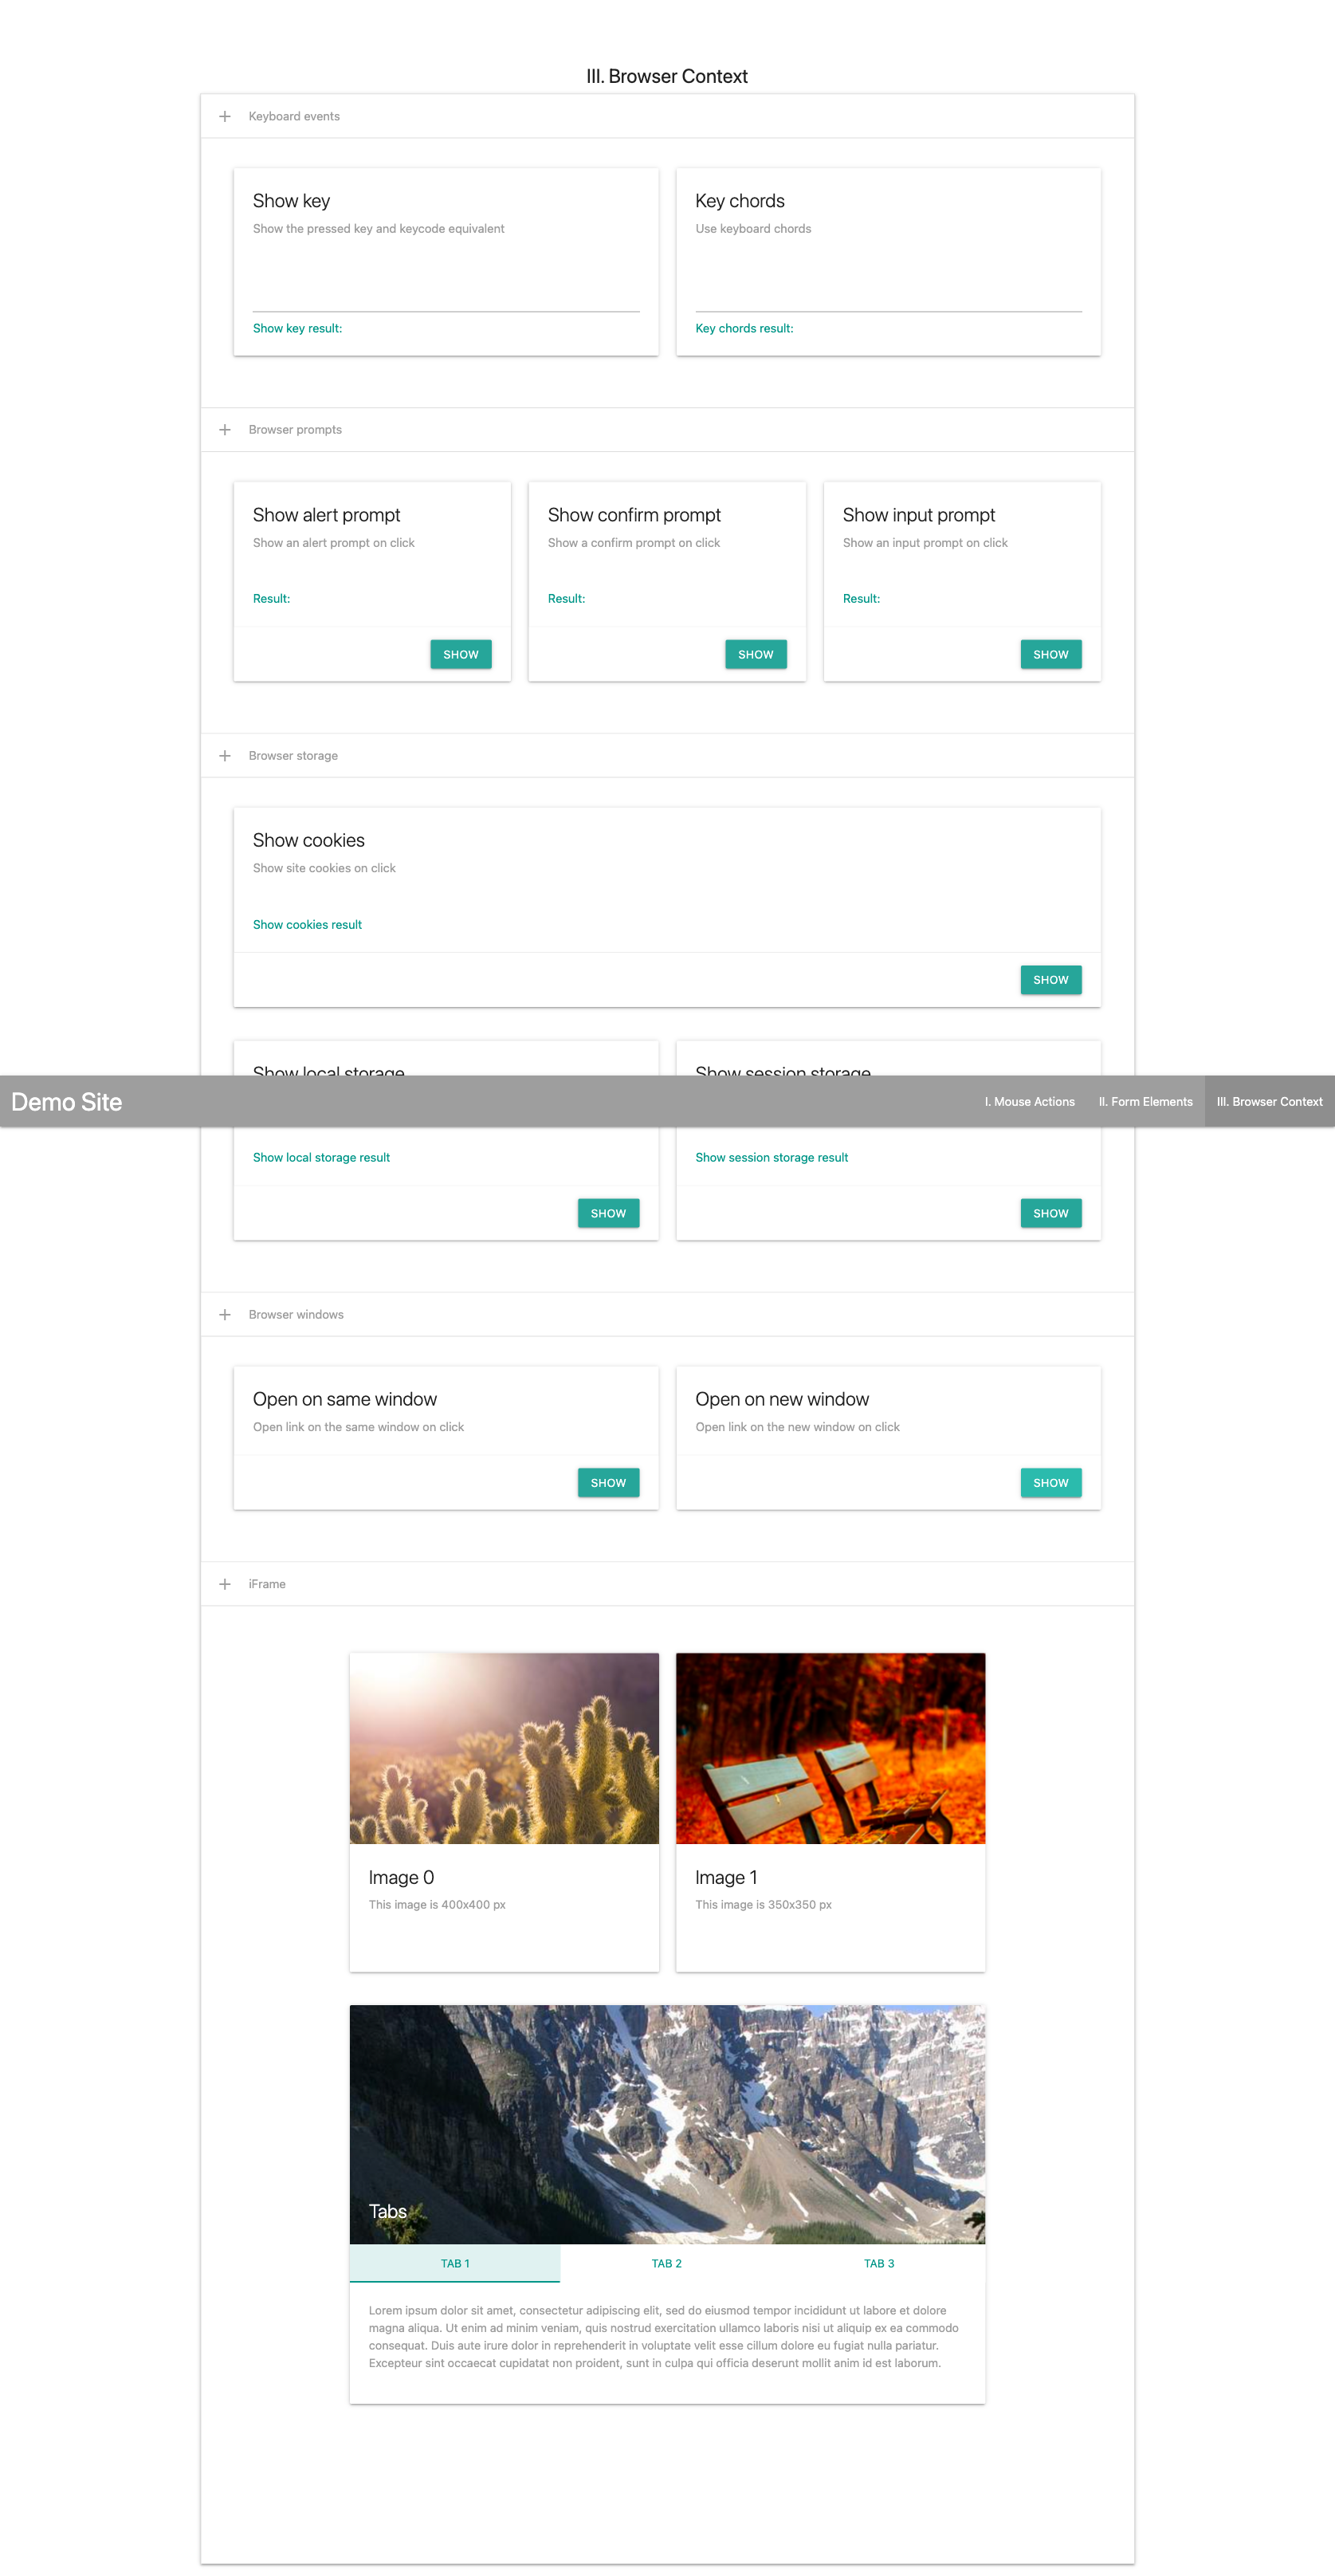 III. Browser Context
Keyboard events
Show key
Show the pressed key and keycode equivalent
Show key result:
Key chords
Use keyboard chords
Key chords result:
Browser prompts
Show alert prompt
Show an alert prompt on click
Result:
SHOW
Show confirm prompt
Show a confirm prompt on click
Result:
SHOW
Show input prompt
Show an input prompt on click
Result:
SHOW
Browser storage
Show cookies
Show site cookies on click
Show cookies result
SHOW
Show local storage
Show session storage
Demo Site
I. Mouse Actions
II. Form Elements
III. Browser Context
Show local storage result
SHOW
Show session storage result
SHOW
Browser windows
Open on same window
Open link on the same window on click
SHOW
Open on new window
Open link on the new window on click
SHOW
iFrame
Image 0
This image is 400x400 px
Image 1
This image is 350x350 px
Tabs
TAB 1
TAB 2
TAB 3
Lorem ipsum dolor sit amet, consectetur adipiscing elit, sed do eiusmod tempor incididunt ut labore et dolore
magna aliqua. Ut enim ad minim veniam, quis nostrud exercitation ullamco laboris nisi ut aliquip ex ea commodo
consequat. Duis aute irure dolor in reprehenderit in voluptate velit esse cillum dolore eu fugiat nulla pariatur.
Excepteur sint occaecat cupidatat non proident, sunt in culpa qui officia deserunt mollit anim id est laborum.